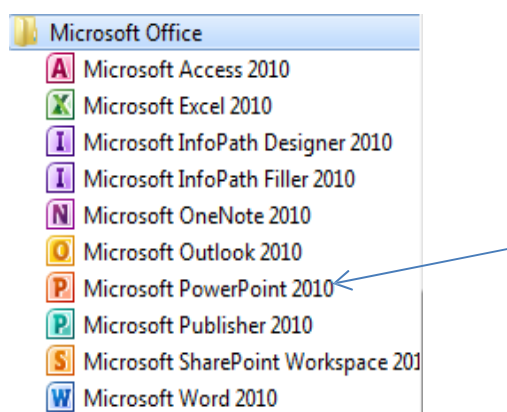 Microsoft Office
A Microsoft Access 2010
X Microsoft Excel 2010
I Microsoft InfoPath Designer 2010
I Microsoft InfoPath Filler 2010
N Microsoft OneNote 2010
O Microsoft Outlook 2010
P Microsoft PowerPoint 2010
P Microsoft Publisher 2010
S Microsoft SharePoint Workspace 201
W Microsoft Word 2010